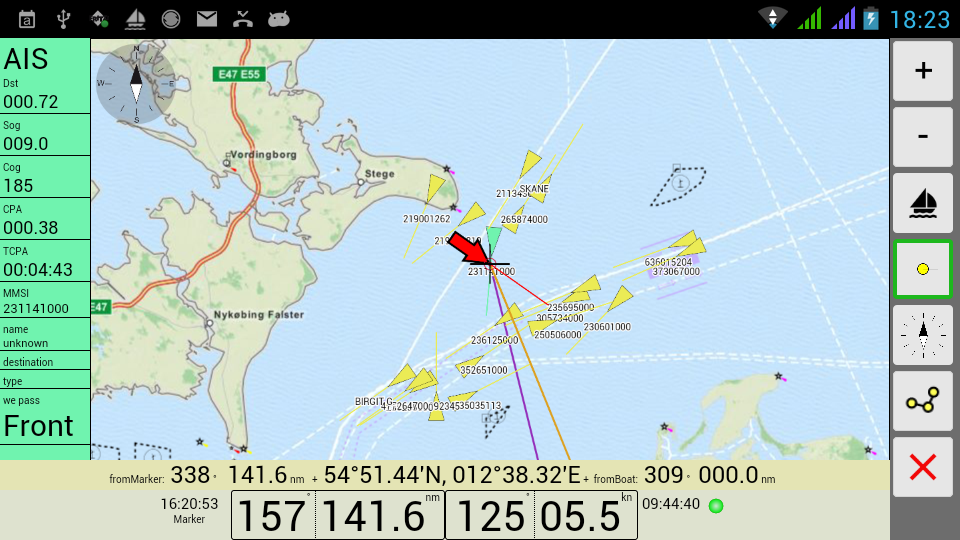 18:23
AIS
Dst
000.72
Sog
009.0
Cog
185
CPA
000.38
TCPA
00:04:43
MMSI
231141000
name
unknown
destination
type
we pass
Front
N
W
E
S
E47 E55
Vordingborg
Stege
SKANE
219001262
265874000
231141000
636015204
373067000
235695000
305734000
250506000
230601000
236125000
352651000
E47
Nykøbing Falster
BIRGIT G
+
-
fromMarker: 338° 141.6 nm + 54°51.44'N, 012°38.32'E + fromBoat: 309° 000.0 nm
16:20:53
Marker
157° 141.6 nm
125° 05.5 kn
09:44:40